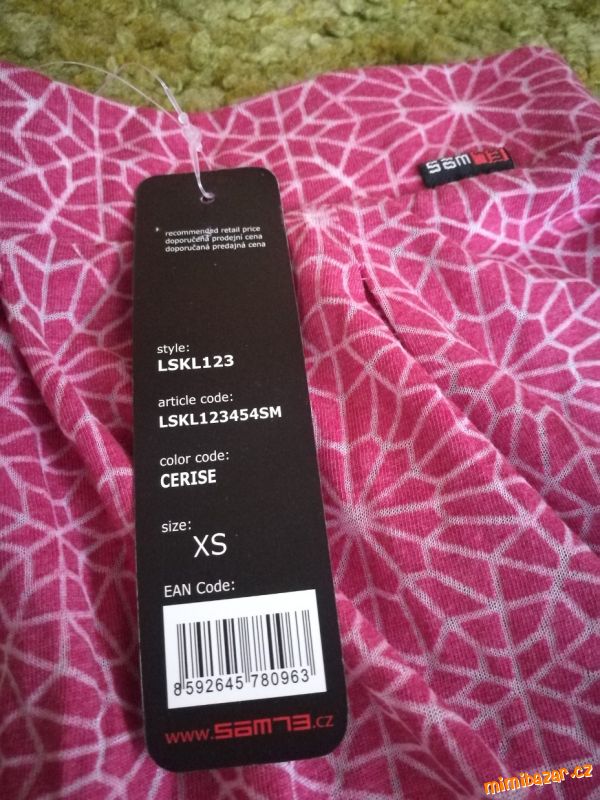 SAM73
recommended retail price
doporučena prodejní cena
doporučaná predajná cena
style:
LSKL123
article code:
LSKL123454SM
color code:
CERISE
size:
XS
EAN Code:
8 592645 780963
www.SAM73.cz
mimibazar.cz